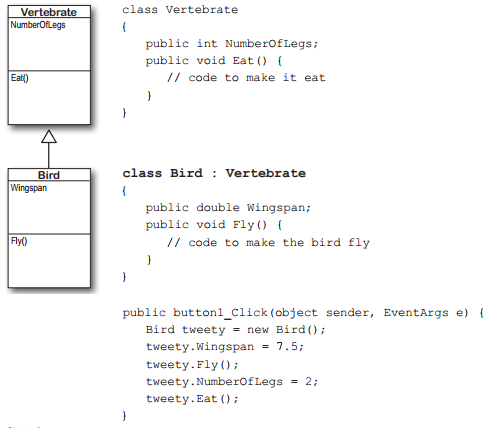 Vertebrate
NumberOfLegs
Eat()
Bird
Wingspan
Fly()
class Vertebrate
{
public int NumberOfLegs;
public void Eat() {
// code to make it eat
}
}
class Bird : Vertebrate
{
public double Wingspan;
public void Fly() {
// code to make the bird fly
}
}
public button1_Click(object sender, EventArgs e) {
Bird tweety = new Bird();
tweety.Wingspan = 7.5;
tweety.Fly();
tweety.NumberOfLegs = 2;
tweety.Eat();
}